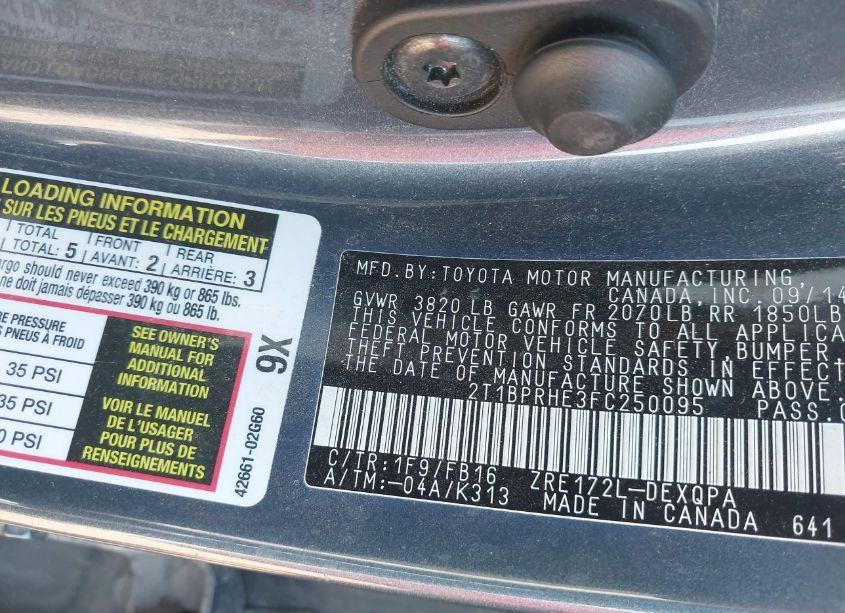 LOADING INFORMATION
SUR LES PNEUS ET LE CHARGEMENT
TOTAL FRONT REAR
TOTAL: 5 AVANT: 2 ARRIÈRE: 3
should never exceed 390 kg or 865 lbs.
ne doit jamais dépasser 390 kg ou 865 lb.
PRESSURE
PNEUS À FROID
35 PSI
35 PSI
0 PSI
SEE OWNER'S
MANUAL FOR
ADDITIONAL
INFORMATION
VOIR LE MANUEL
DE L'USAGER
POUR PLUS DE
RENSEIGNEMENTS
9X
42661-02G60
MFD.BY:TOYOTA MOTOR MANUFACTURING,
CANADA,INC. 09/14
GVWR 3820LB GAWR FR 2070LB RR 1850LB
THIS VEHICLE CONFORMS TO ALL APPLICA
FEDERAL MOTOR VEHICLE SAFETY,BUMPER
THEFT PREVENTION STANDARDS IN EFFECT
THE DATE OF MANUFACTURE SHOWN ABOVE.
2T1BPRHE3FC250095 PASS.
C/TR:1F9/FB16 ZRE172L-DEXQPA
A/TM:-04A/K313 MADE IN CANADA 641